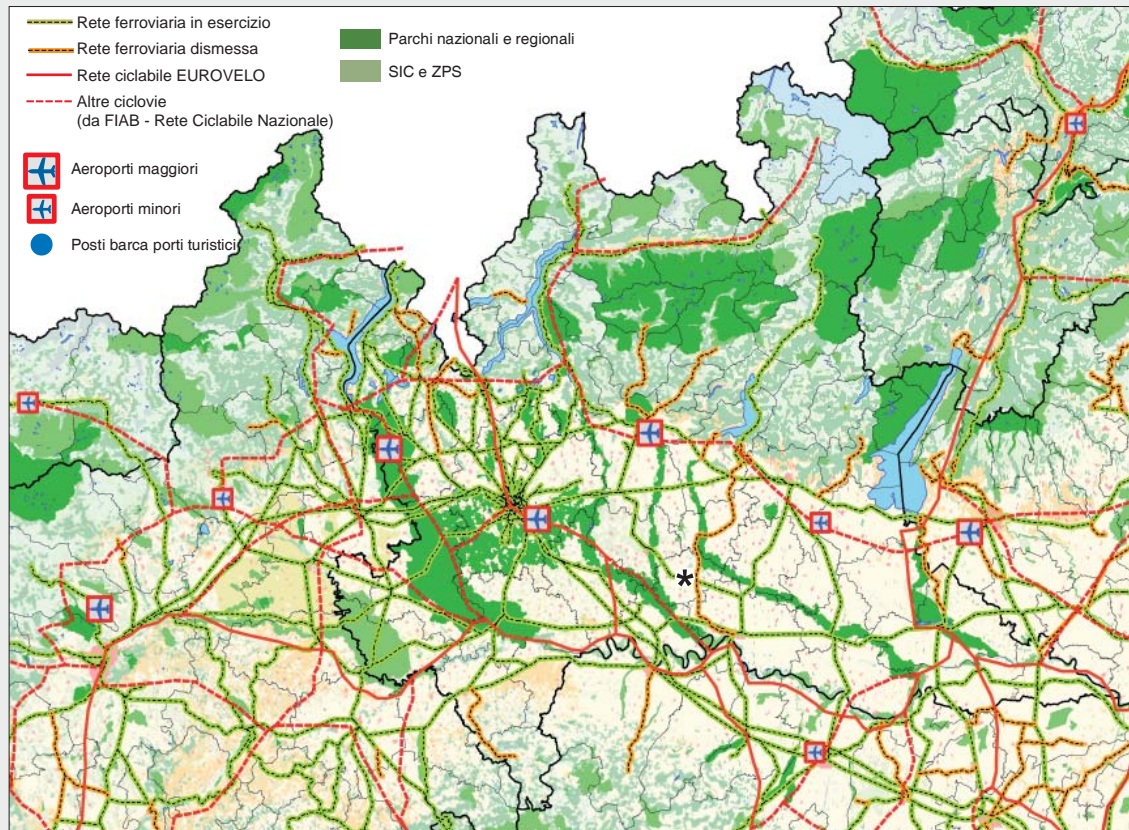 Rete ferroviaria in esercizio
Rete ferroviaria dismessa
Rete ciclabile EUROVELO
Altre ciclovie
(da FIAB - Rete Ciclabile Nazionale)
Aeroporti maggiori
Aeroporti minori
Posti barca porti turistici
Parchi nazionali e regionali
SIC e ZPS
*